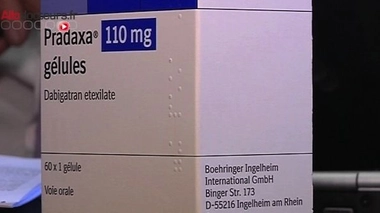 Pradaxa® 110 mg
gélules
Dabigatran etexilate
60 x 1 gélule
Voie orale
Boehringer Ingelheim
International GmbH
Binger Str. 173
D-55216 Ingelheim am Rhein